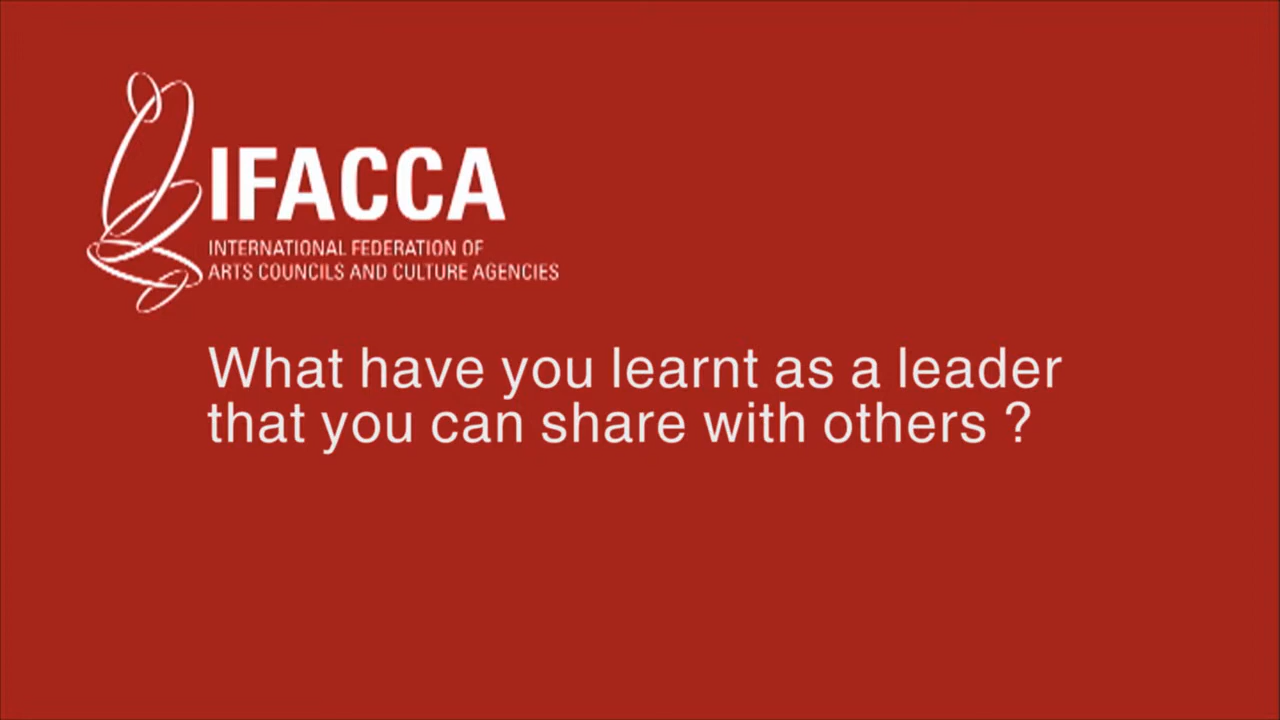 IFACCA
INTERNATIONAL FEDERATION OF
ARTS COUNCILS AND CULTURE AGENCIES
What have you learnt as a leader
that you can share with others ?